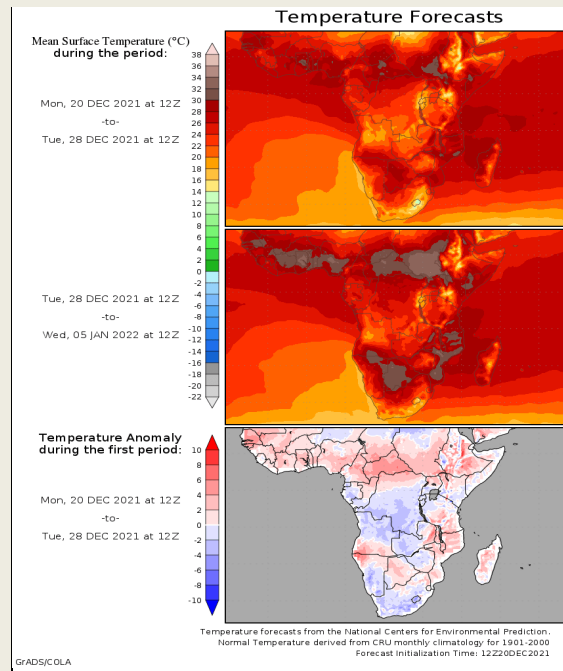 Temperature Forecasts
Mean Surface Temperature (°C)
during the period:
Mon, 20 DEC 2021 at 12Z
-to-
Tue, 28 DEC 2021 at 12Z
38
36
34
32
30
28
26
24
22
20
18
16
14
12
10
8
6
4
2
0
-2
-4
-6
-8
-10
-12
-14
-16
-18
-20
-22
Tue, 28 DEC 2021 at 12Z
-to-
Wed, 05 JAN 2022 at 12Z
Temperature Anomaly
during the first period:
Mon, 20 DEC 2021 at 12Z
-to-
Tue, 28 DEC 2021 at 12Z
10
8
6
4
2
0
-2
-4
-6
-8
-10
Temperature forecasts from the National Centers for Environmental Prediction.
Normal Temperature derived from CRU monthly climatology for 1901-2000
Forecast Initialization Time: 12Z20DEC2021
GrADS/COLA